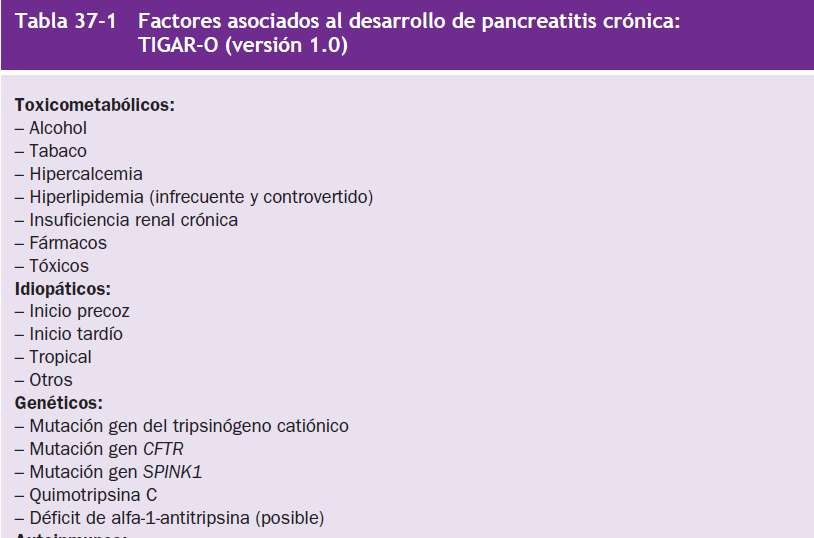 Tabla 37-1 Factores asociados al desarrollo de pancreatitis crónica:
TIGAR-O (versión 1.0)
Toxicometabólicos:
– Alcohol
– Tabaco
– Hipercalcemia
– Hiperlipidemia (infrecuente y controvertido)
– Insuficiencia renal crónica
– Fármacos
– Tóxicos
Idiopáticos:
– Inicio precoz
– Inicio tardío
– Tropical
– Otros
Genéticos:
– Mutación gen del tripsinógeno catiónico
– Mutación gen CFTR
– Mutación gen SPINK1
– Quimotripsina C
– Déficit de alfa-1-antitripsina (posible)